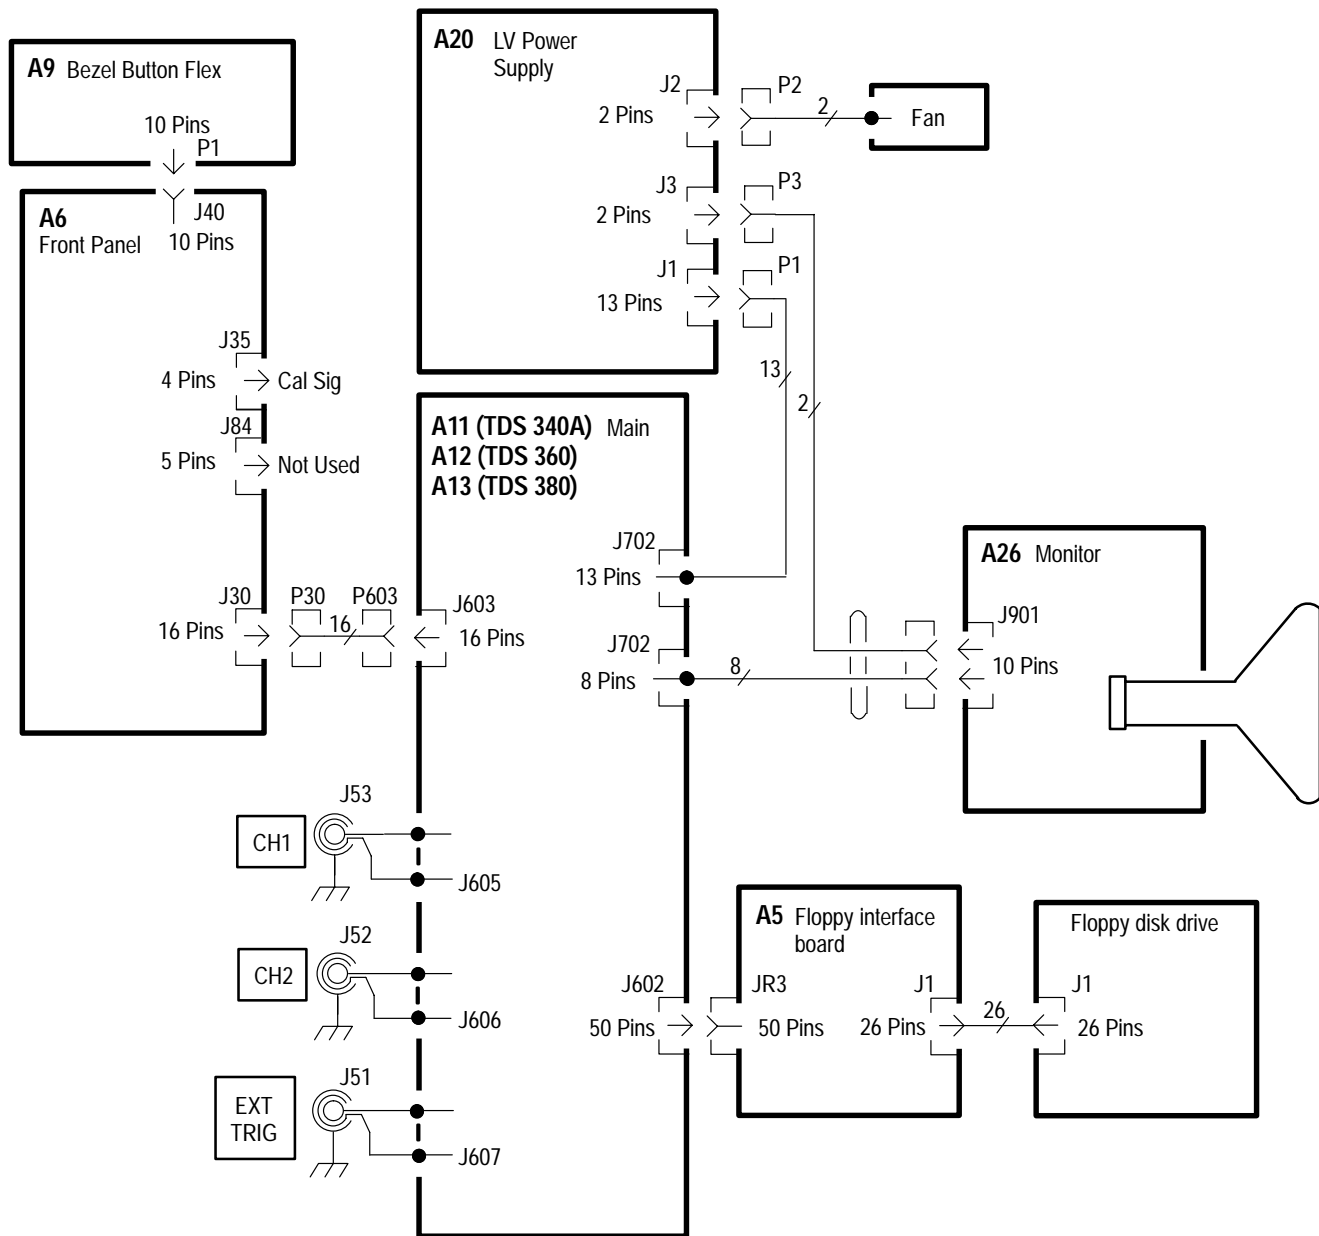 A9 Bezel Button Flex
10 Pins
P1
A6
Front Panel
J40
10 Pins
J35
4 Pins
Cal Sig
J84
5 Pins
Not Used
J30
16 Pins
P30
16
P603
J603
16 Pins
A20 LV Power
Supply
J2
2 Pins
P2
2
Fan
J3
2 Pins
P3
J1
13 Pins
P1
13
2
A11 (TDS 340A) Main
A12 (TDS 360)
A13 (TDS 380)
J702
13 Pins
J702
8 Pins
8
A26 Monitor
J901
10 Pins
CH1
J53
J605
CH2
J52
J606
EXT
TRIG
J51
J607
J602
50 Pins
A5 Floppy interface
board
JR3
50 Pins
J1
26 Pins
26
Floppy disk drive
J1
26 Pins